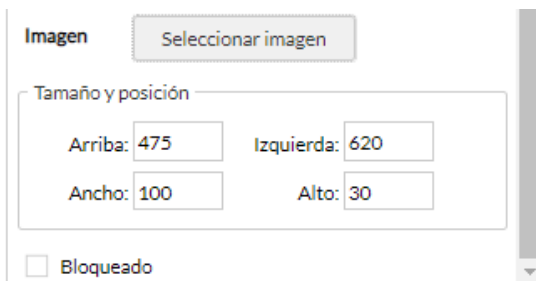 Imagen Seleccionar imagen
Tamaño y posición
Arriba: 475 Izquierda: 620
Ancho: 100 Alto: 30
Bloqueado